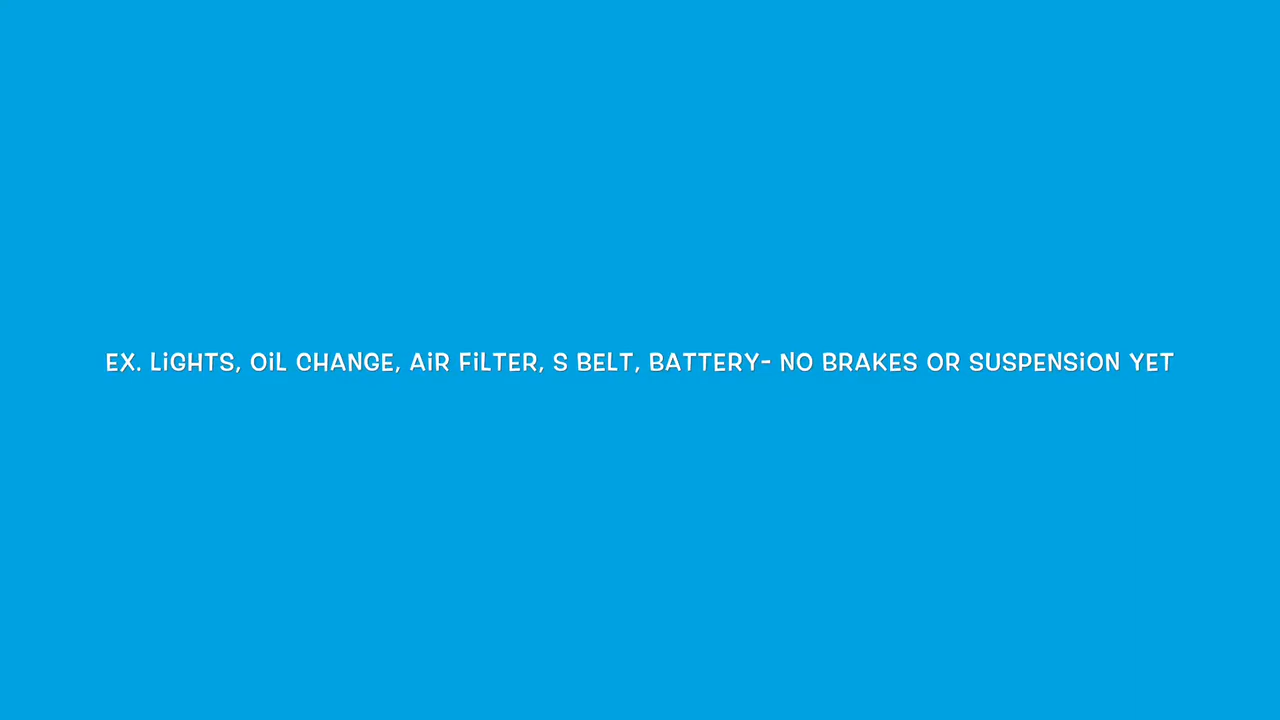 EX. LiGHTS, OiL CHANGE, AiR FiLTER, S BELT, BATTERY- NO BRAKES OR SUSPENSiON YET